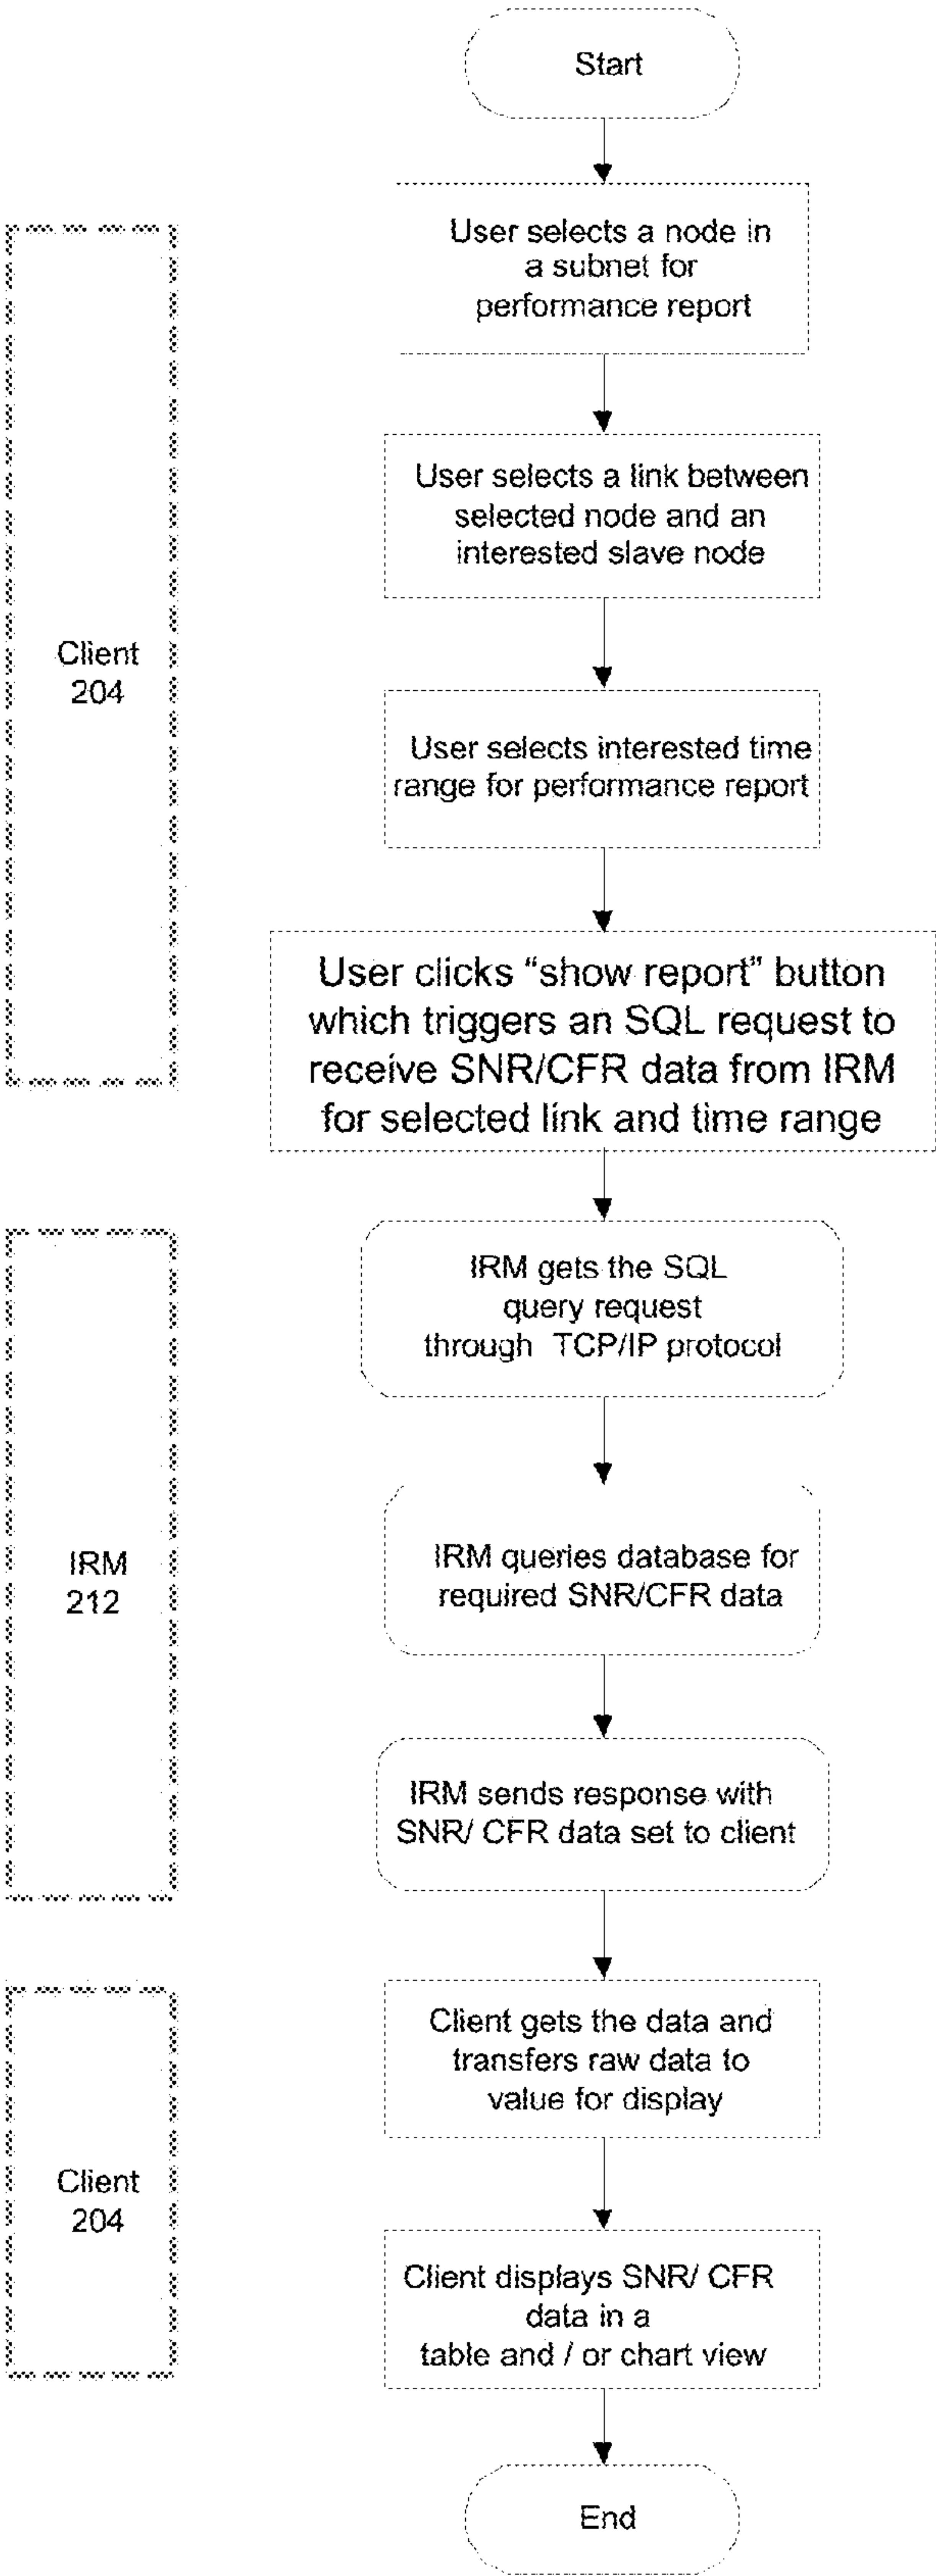 Start
User selects a node in
a subnet for
performance report
User selects a link between
selected node and an
interested slave node
Client
204
User selects interested time
range for performance report
User clicks “show report” button
which triggers an SQL request to
receive SNR/CFR data from IRM
for selected link and time range
IRM gets the SQL
query request
through TCP/IP protocol
IRM
212
IRM queries database for
required SNR/CFR data
IRM sends response with
SNR/ CFR data set to client
Client gets the data and
transfers raw data to
value for display
Client
204
Client displays SNR/ CFR
data in a
table and / or chart view
End